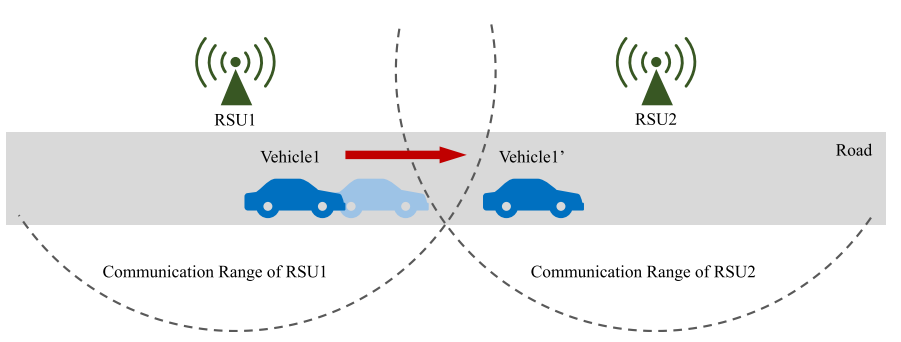 RSU1
RSU2
Vehicle1
Vehicle1’
Road
Communication Range of RSU1
Communication Range of RSU2